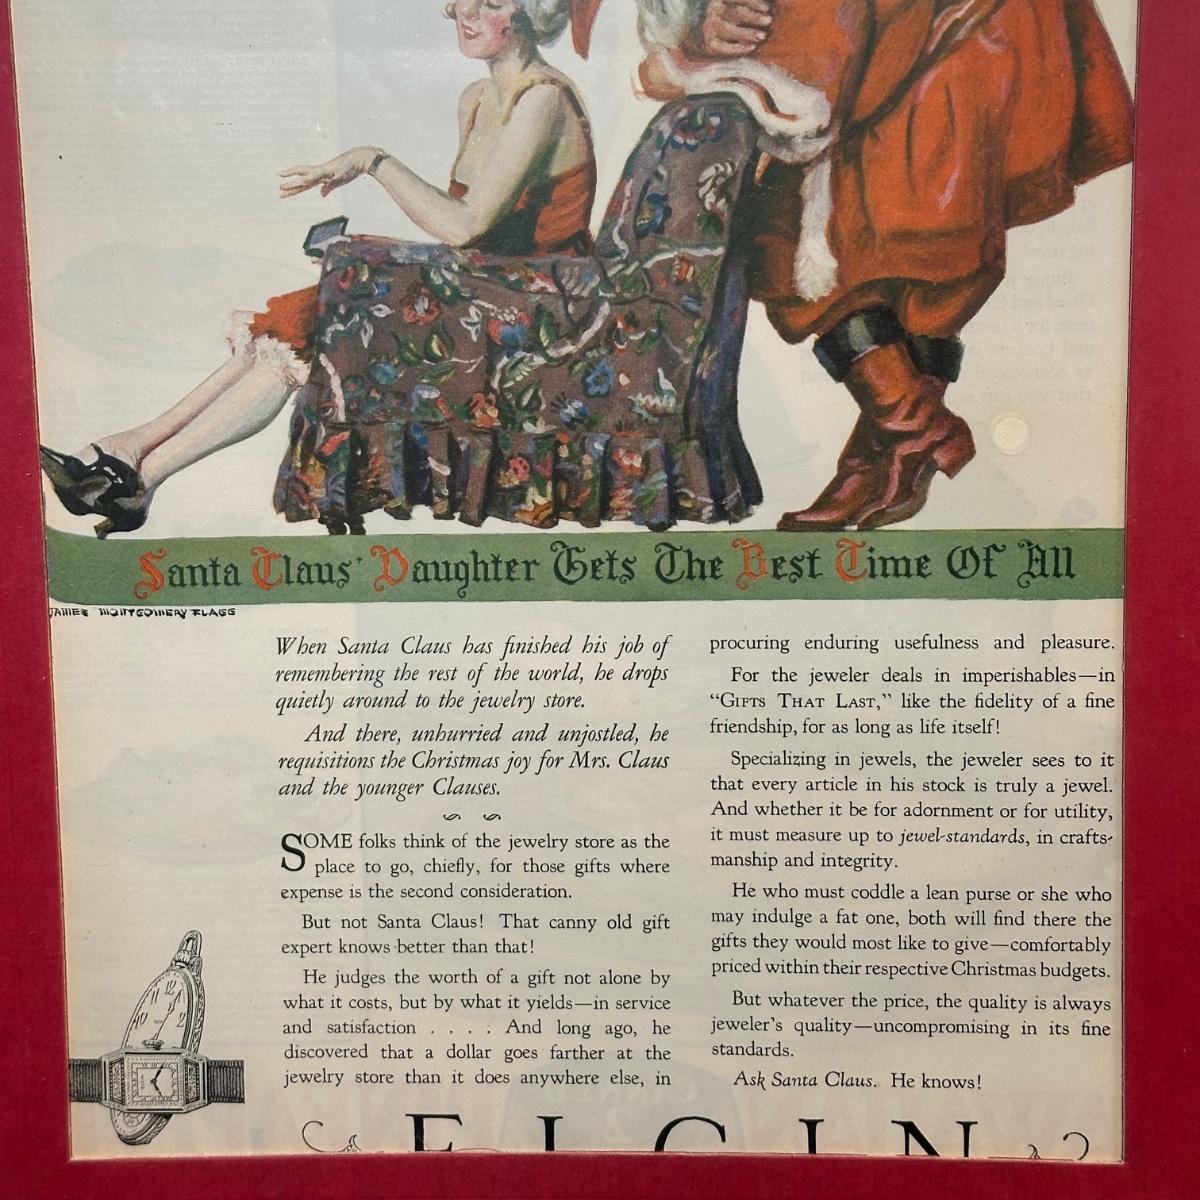 Santa Claus' Daughter Gets The Best Time Of All
JAMES MONTGOMERY FLAGG
When Santa Claus has finished his job of
remembering the rest of the world, he drops
quietly around to the jewelry store.
And there, unhurried and unjostled, he
requisitions the Christmas joy for Mrs. Claus
and the younger Clauses.
SOME folks think of the jewelry store as the
place to go, chiefly, for those gifts where
expense is the second consideration.
But not Santa Claus! That canny old gift
expert knows better than that!
He judges the worth of a gift not alone by
what it costs, but by what it yields—in service
and satisfaction . . . . And long ago, he
discovered that a dollar goes farther at the
jewelry store than it does anywhere else, in
procuring enduring usefulness and pleasure.
For the jeweler deals in imperishables—in
“GIFTS THAT LAST,” like the fidelity of a fine
friendship, for as long as life itself!
Specializing in jewels, the jeweler sees to it
that every article in his stock is truly a jewel.
And whether it be for adornment or for utility,
it must measure up to jewel-standards, in crafts-
manship and integrity.
He who must coddle a lean purse or she who
may indulge a fat one, both will find there the
gifts they would most like to give—comfortably
priced within their respective Christmas budgets.
But whatever the price, the quality is always
jeweler's quality—uncompromising in its fine
standards.
Ask Santa Claus. He knows!
ELGIN